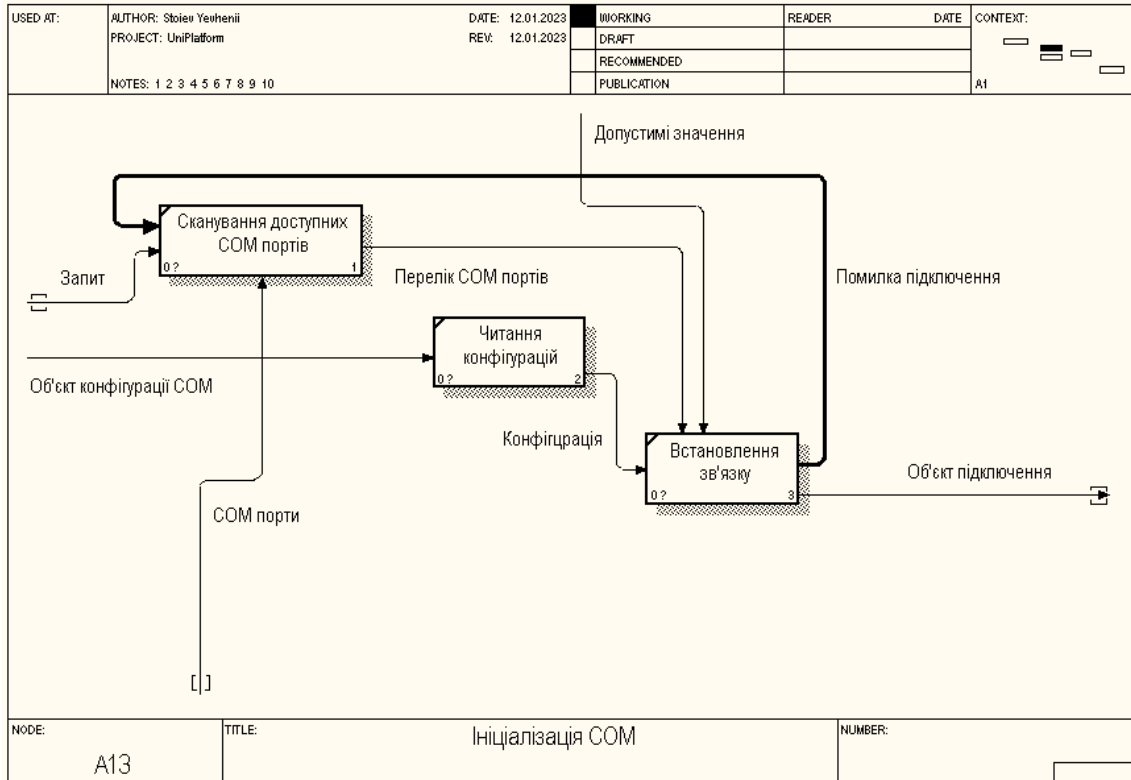 USED AT:
AUTHOR: Stoiev Yevhenii
DATE: 12.01.2023
WORKING
READER
DATE
CONTEXT:
PROJECT: UniPlatform
REV: 12.01.2023
DRAFT
RECOMMENDED
NOTES: 1 2 3 4 5 6 7 8 9 10
PUBLICATION
A1
Допустимі значення
Сканування доступних
COM портів
0 ?
1
Запит
Перелік COM портів
Помилка підключення
Читання
конфігурацій
0 ?
2
Об'єкт конфігурації COM
Конфігцрація
Встановлення
зв'язку
0 ?
3
Об'єкт підключення
COM порти
NODE:
TITLE:
Ініціалізація COM
NUMBER:
A13